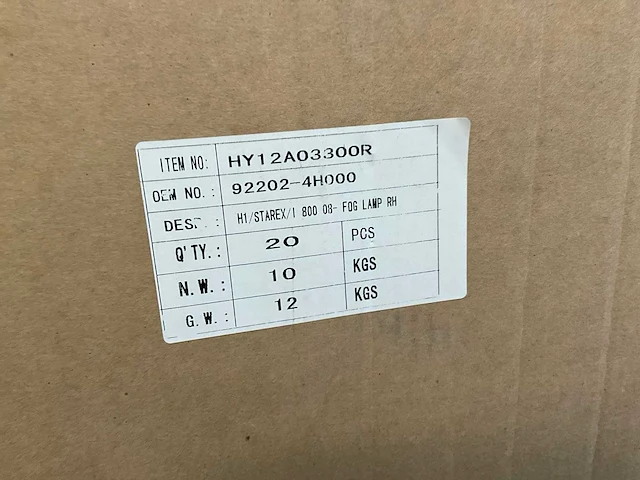 ITEM NO: HY12A03300R
OEM NO.: 92202-4H000
DESP.: H1/STAREX/I 800 08- FOG LAMP RH
Q'TY.: 20 PCS
N.W.: 10 KGS
G.W.: 12 KGS